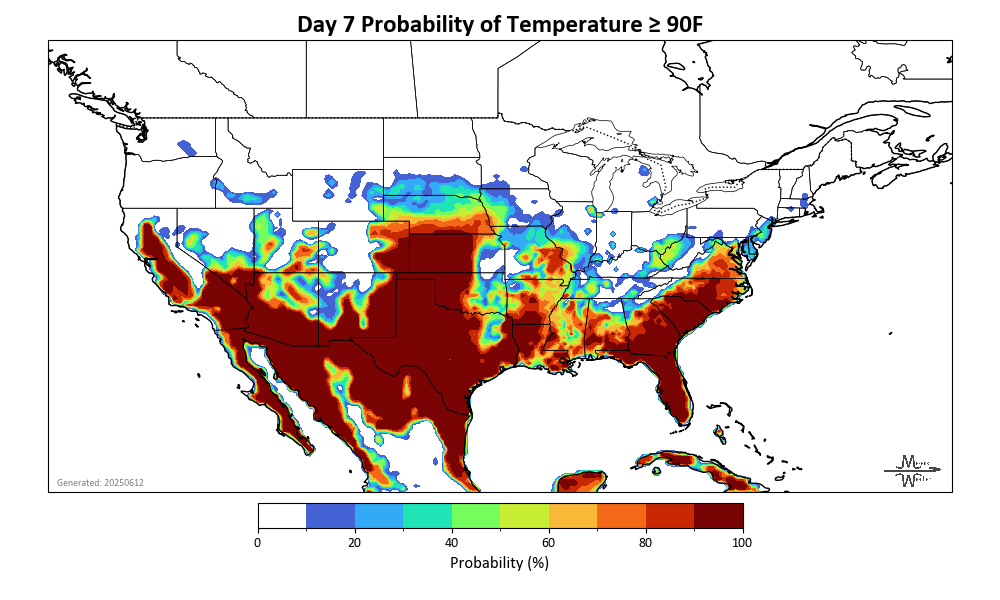 Day 7 Probability of Temperature ≥ 90F
Generated: 20250612
0 20 40 60 80 100
Probability (%)